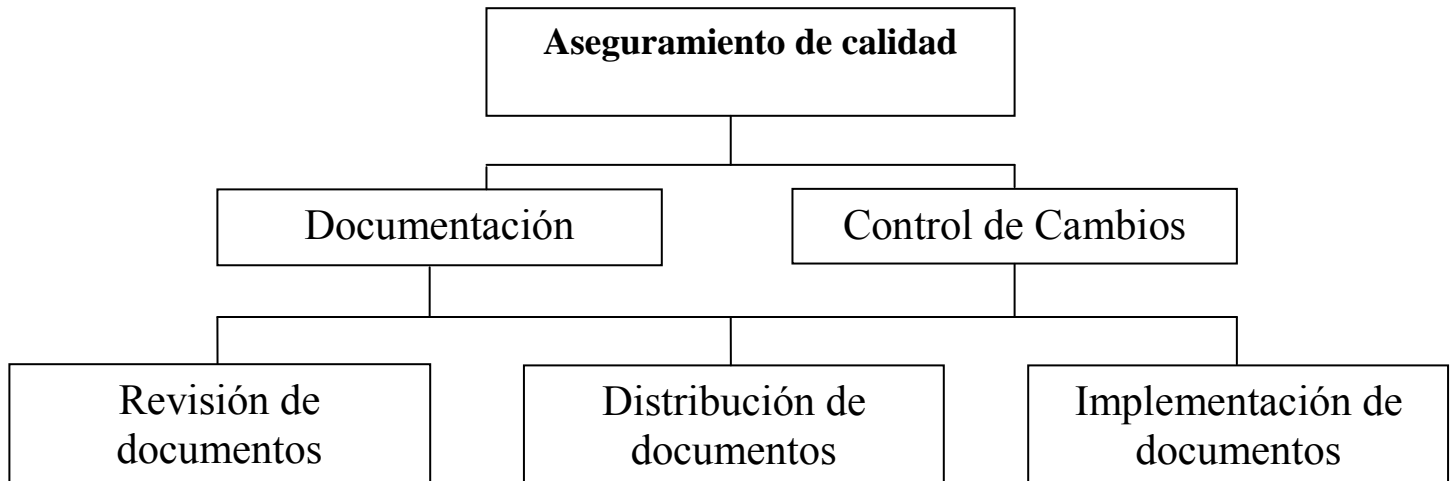 Aseguramiento de calidad
Documentación
Control de Cambios
Revisión de
documentos
Distribución de
documentos
Implementación de
documentos